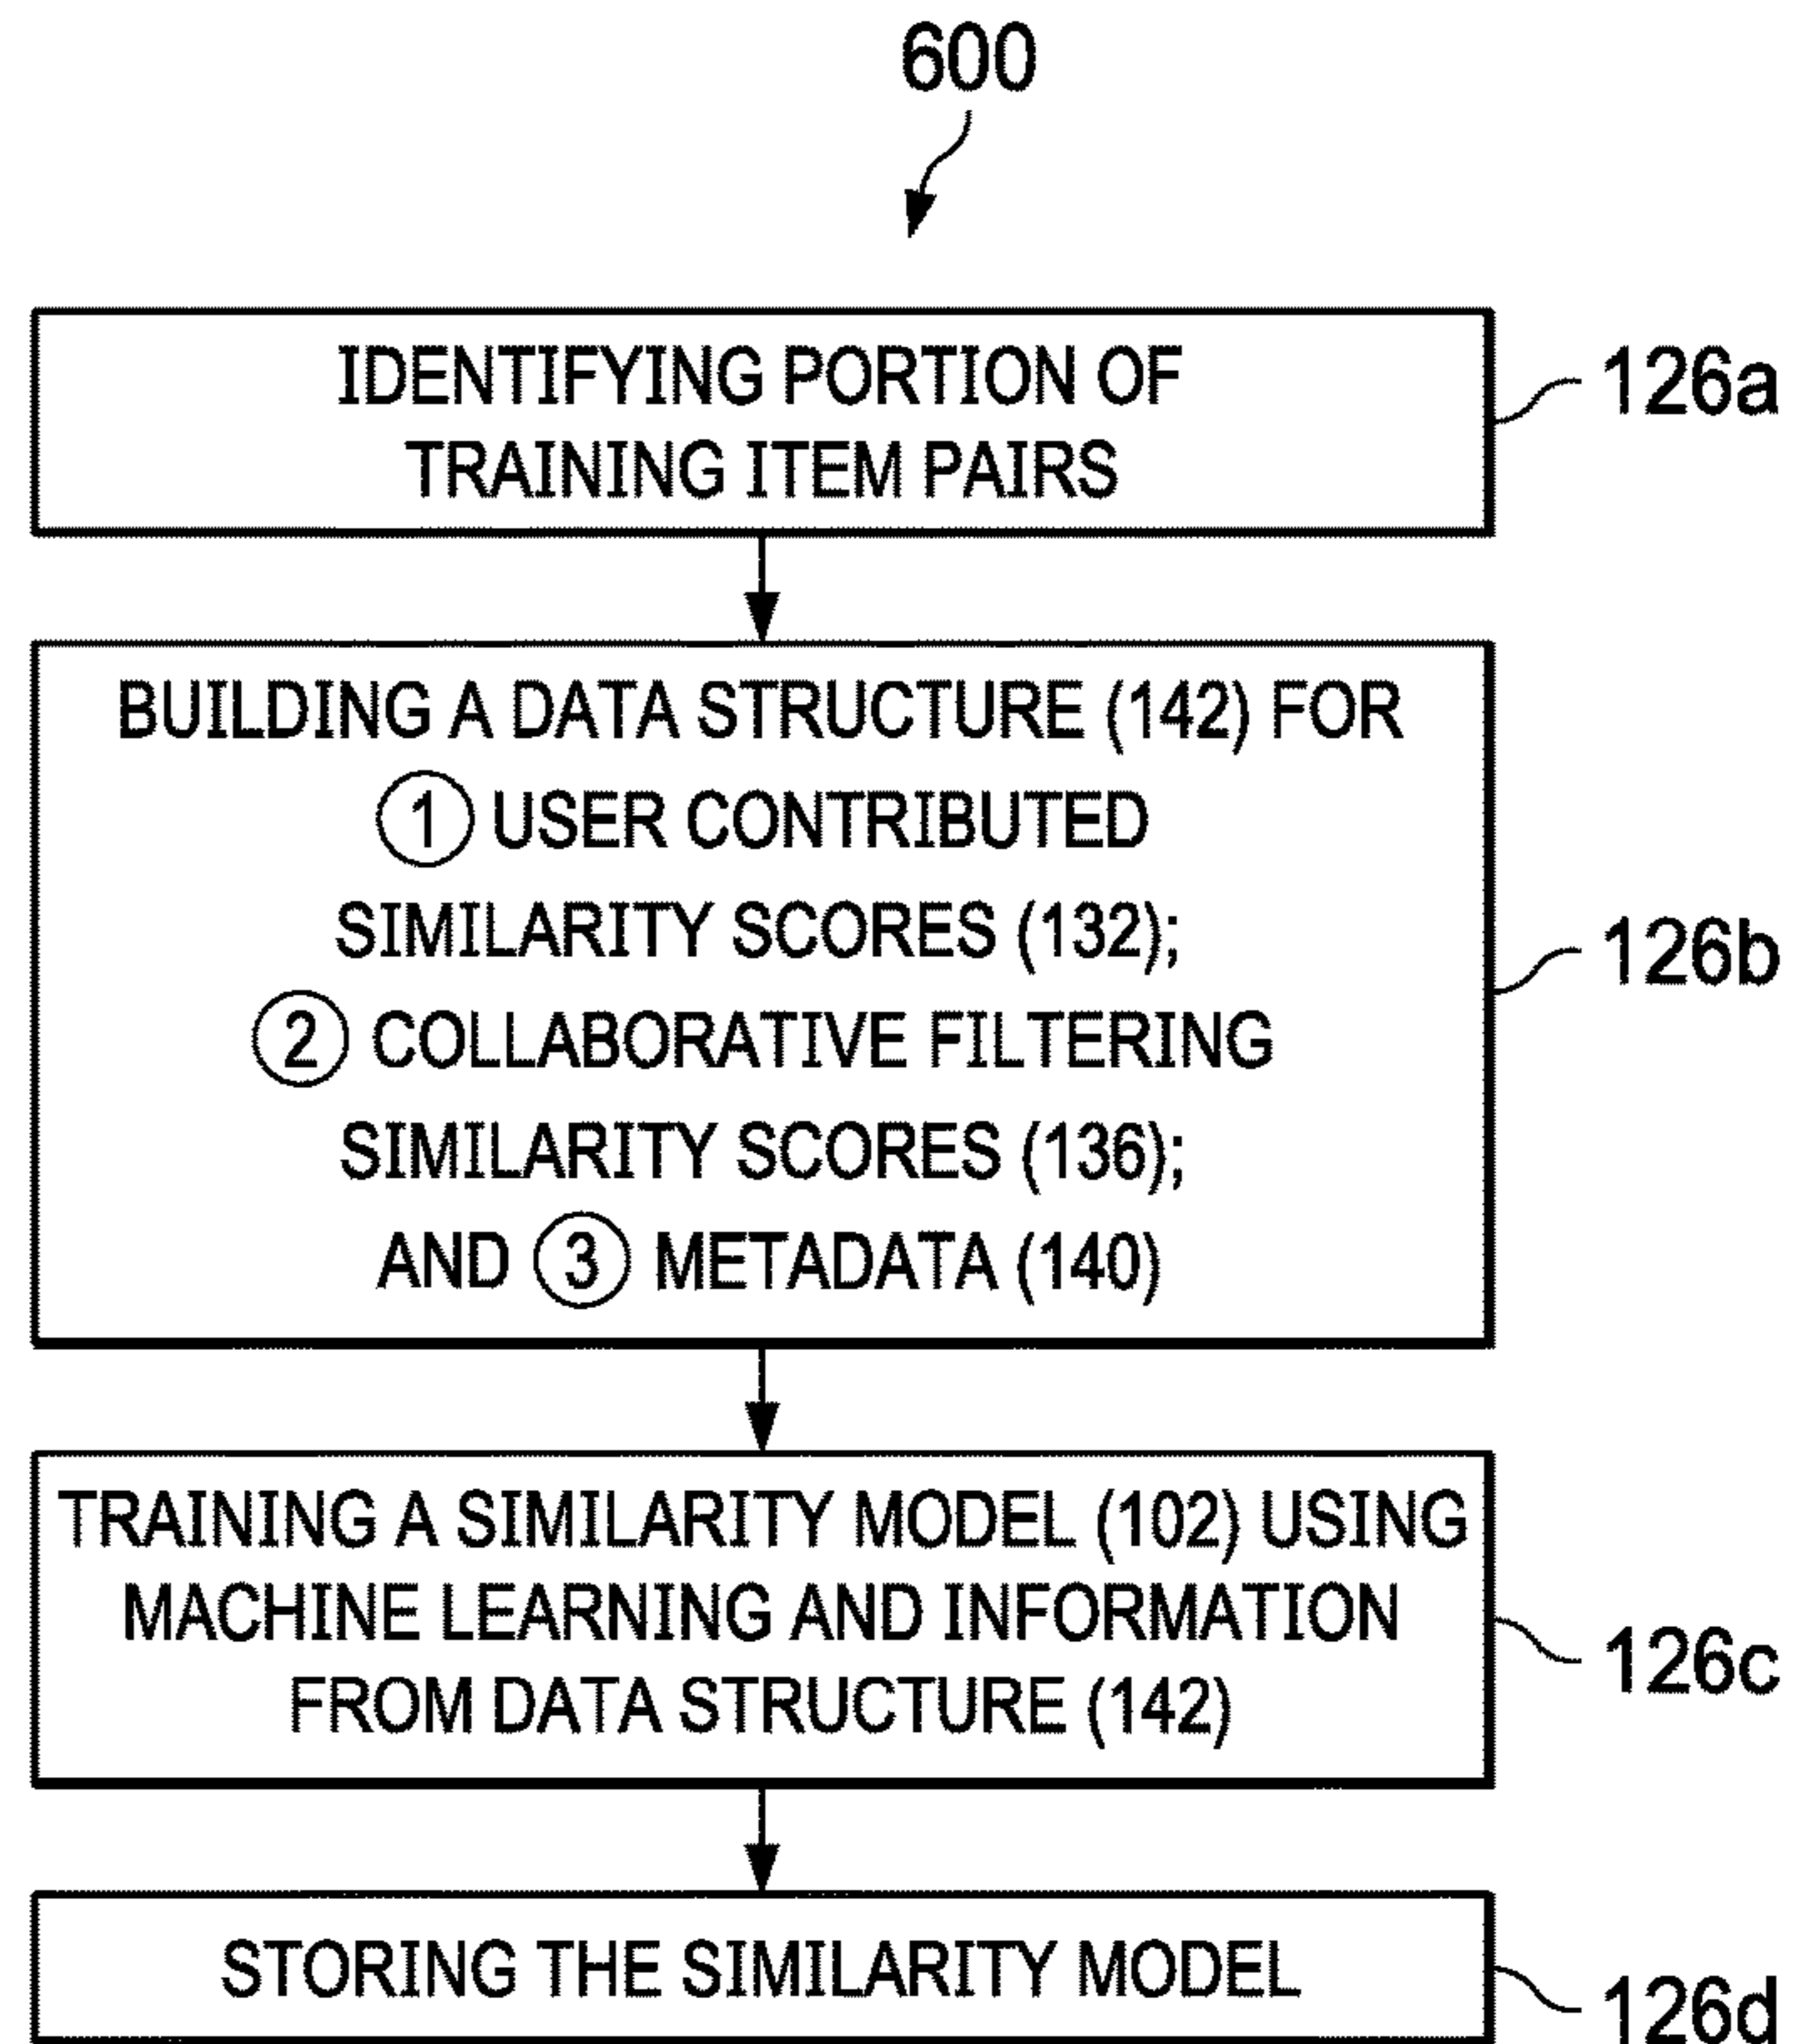 600
IDENTIFYING PORTION OF
TRAINING ITEM PAIRS
126a
BUILDING A DATA STRUCTURE (142) FOR
① USER CONTRIBUTED
SIMILARITY SCORES (132);
② COLLABORATIVE FILTERING
SIMILARITY SCORES (136);
AND ③ METADATA (140)
126b
TRAINING A SIMILARITY MODEL (102) USING
MACHINE LEARNING AND INFORMATION
FROM DATA STRUCTURE (142)
126c
STORING THE SIMILARITY MODEL
126d